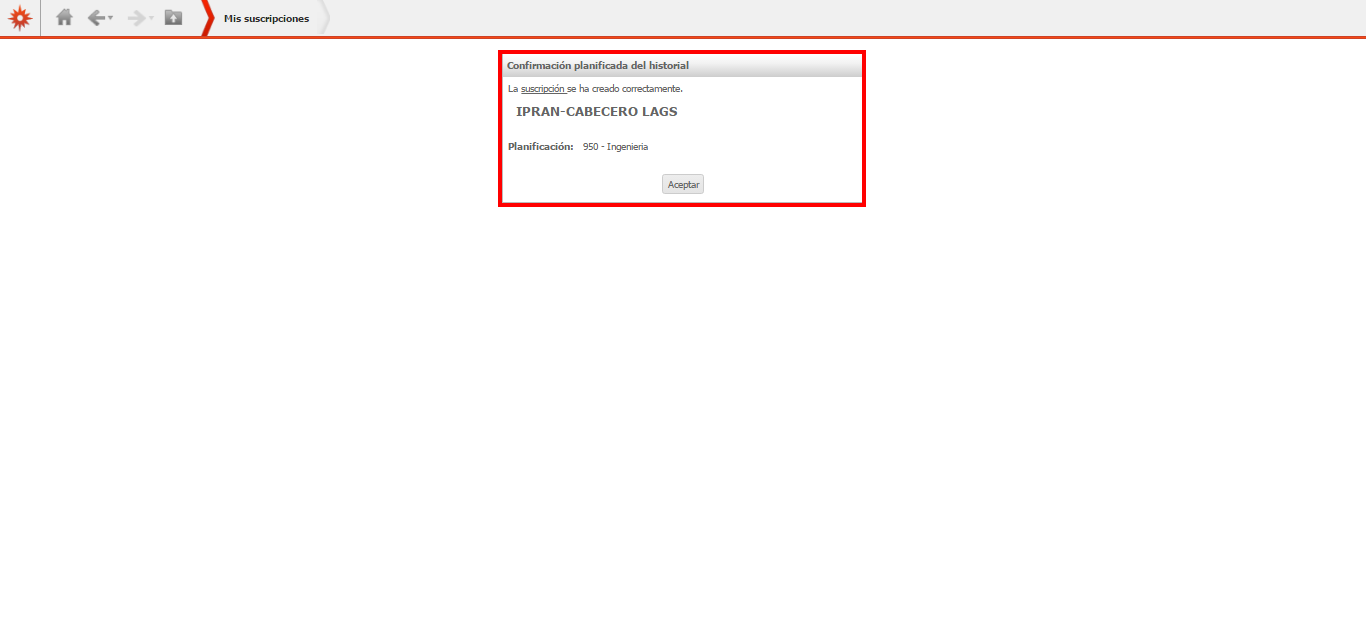 Mis suscripciones
Confirmación planificada del historial
La suscripción se ha creado correctamente.
IPRAN-CABECERO LAGS
Planificación: 950 - Ingenieria
Aceptar